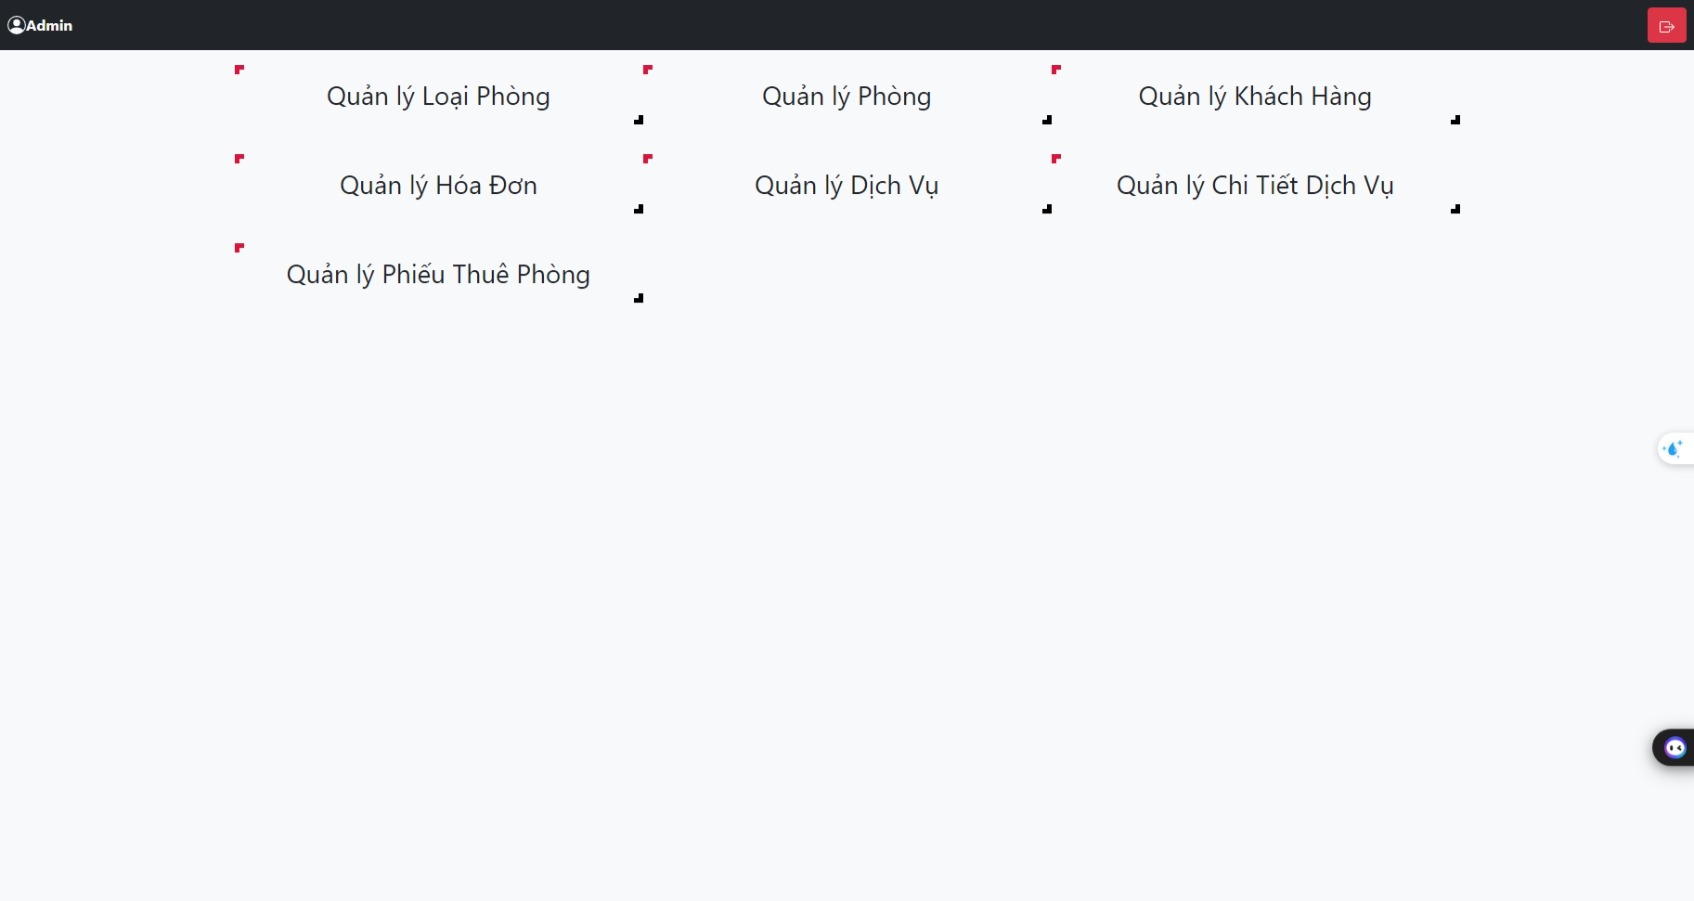 Admin
Quản lý Loại Phòng
Quản lý Phòng
Quản lý Khách Hàng
Quản lý Hóa Đơn
Quản lý Dịch Vụ
Quản lý Chi Tiết Dịch Vụ
Quản lý Phiếu Thuê Phòng